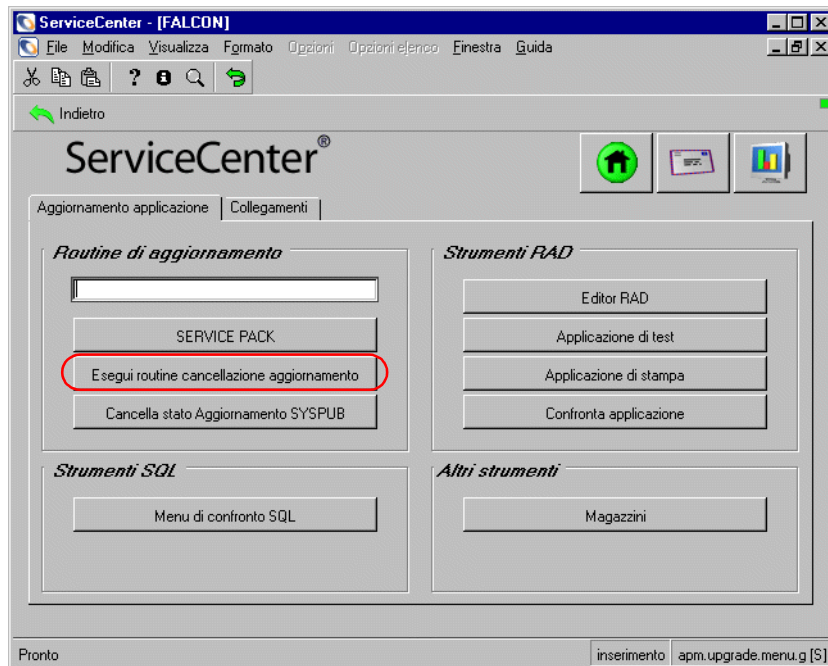 ServiceCenter - [FALCON]
File Modifica Visualizza Formato Opzioni Opzioni elenco Finestra Guida
Indietro
ServiceCenter®
Aggiornamento applicazione Collegamenti
Routine di aggiornamento
SERVICE PACK
Esegui routine cancellazione aggiornamento
Cancella stato Aggiornamento SYSPUB
Strumenti RAD
Editor RAD
Applicazione di test
Applicazione di stampa
Confronta applicazione
Strumenti SQL
Menu di confronto SQL
Altri strumenti
Magazzini
Pronto inserimento apm.upgrade.menu.g [S]